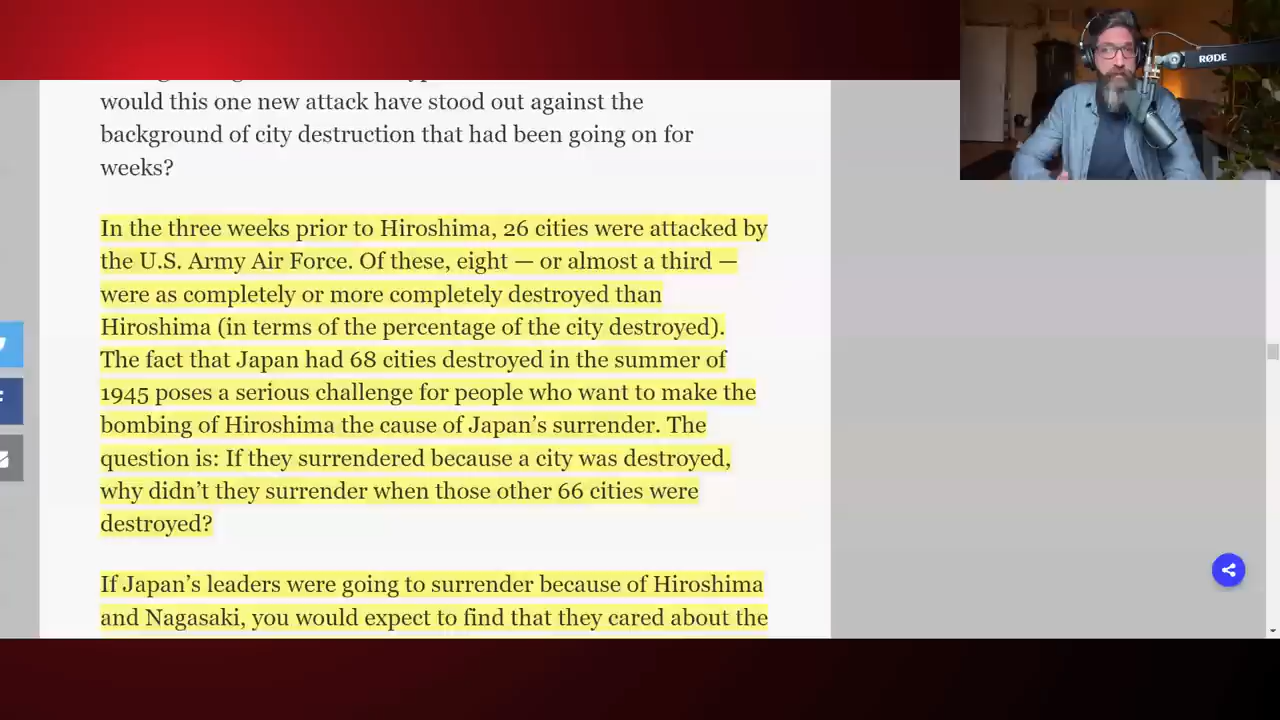 would this one new attack have stood out against the
background of city destruction that had been going on for
weeks?
In the three weeks prior to Hiroshima, 26 cities were attacked by
the U.S. Army Air Force. Of these, eight — or almost a third —
were as completely or more completely destroyed than
Hiroshima (in terms of the percentage of the city destroyed).
The fact that Japan had 68 cities destroyed in the summer of
1945 poses a serious challenge for people who want to make the
bombing of Hiroshima the cause of Japan’s surrender. The
question is: If they surrendered because a city was destroyed,
why didn’t they surrender when those other 66 cities were
destroyed?
If Japan’s leaders were going to surrender because of Hiroshima
and Nagasaki, you would expect to find that they cared about the
RØDE